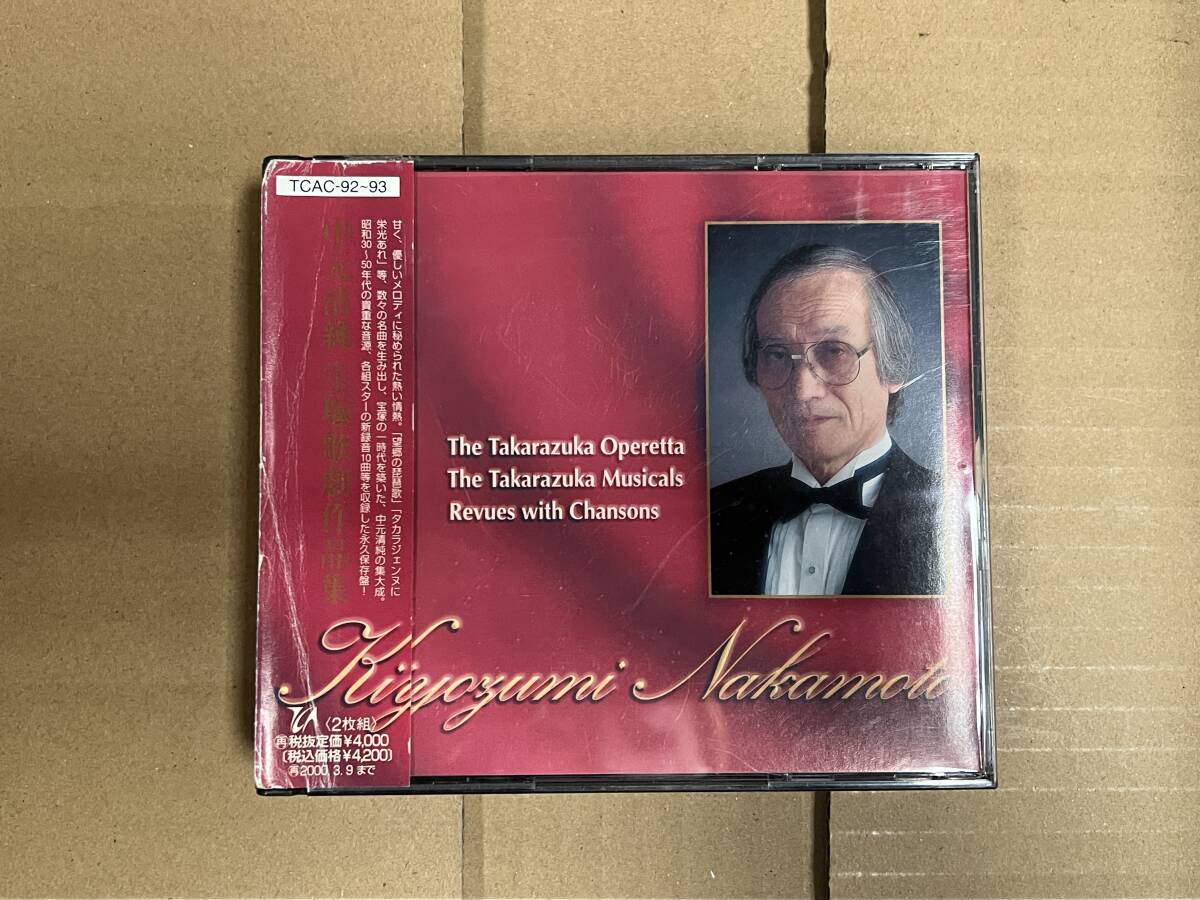 TCAC-92~93
中元清純 宝塚歌劇作品集
甘く、優しいメロディに秘められた熱い情熱。「望郷の琵琶歌」「タカラジェンヌに
栄光あれ」等、数々の名曲を生み出し、宝塚の一時代を築いた、中元清純の集大成。
昭和30~50年代の貴重な音源、各組スターの新録音10曲等を収録した永久保存盤!
The Takarazuka Operetta
The Takarazuka Musicals
Revues with Chansons
Kiyozumi Nakamoto
TCA
〈2枚組〉
再税抜定価¥4,000
〔税込価格¥4,200〕
再2000.3.9まで